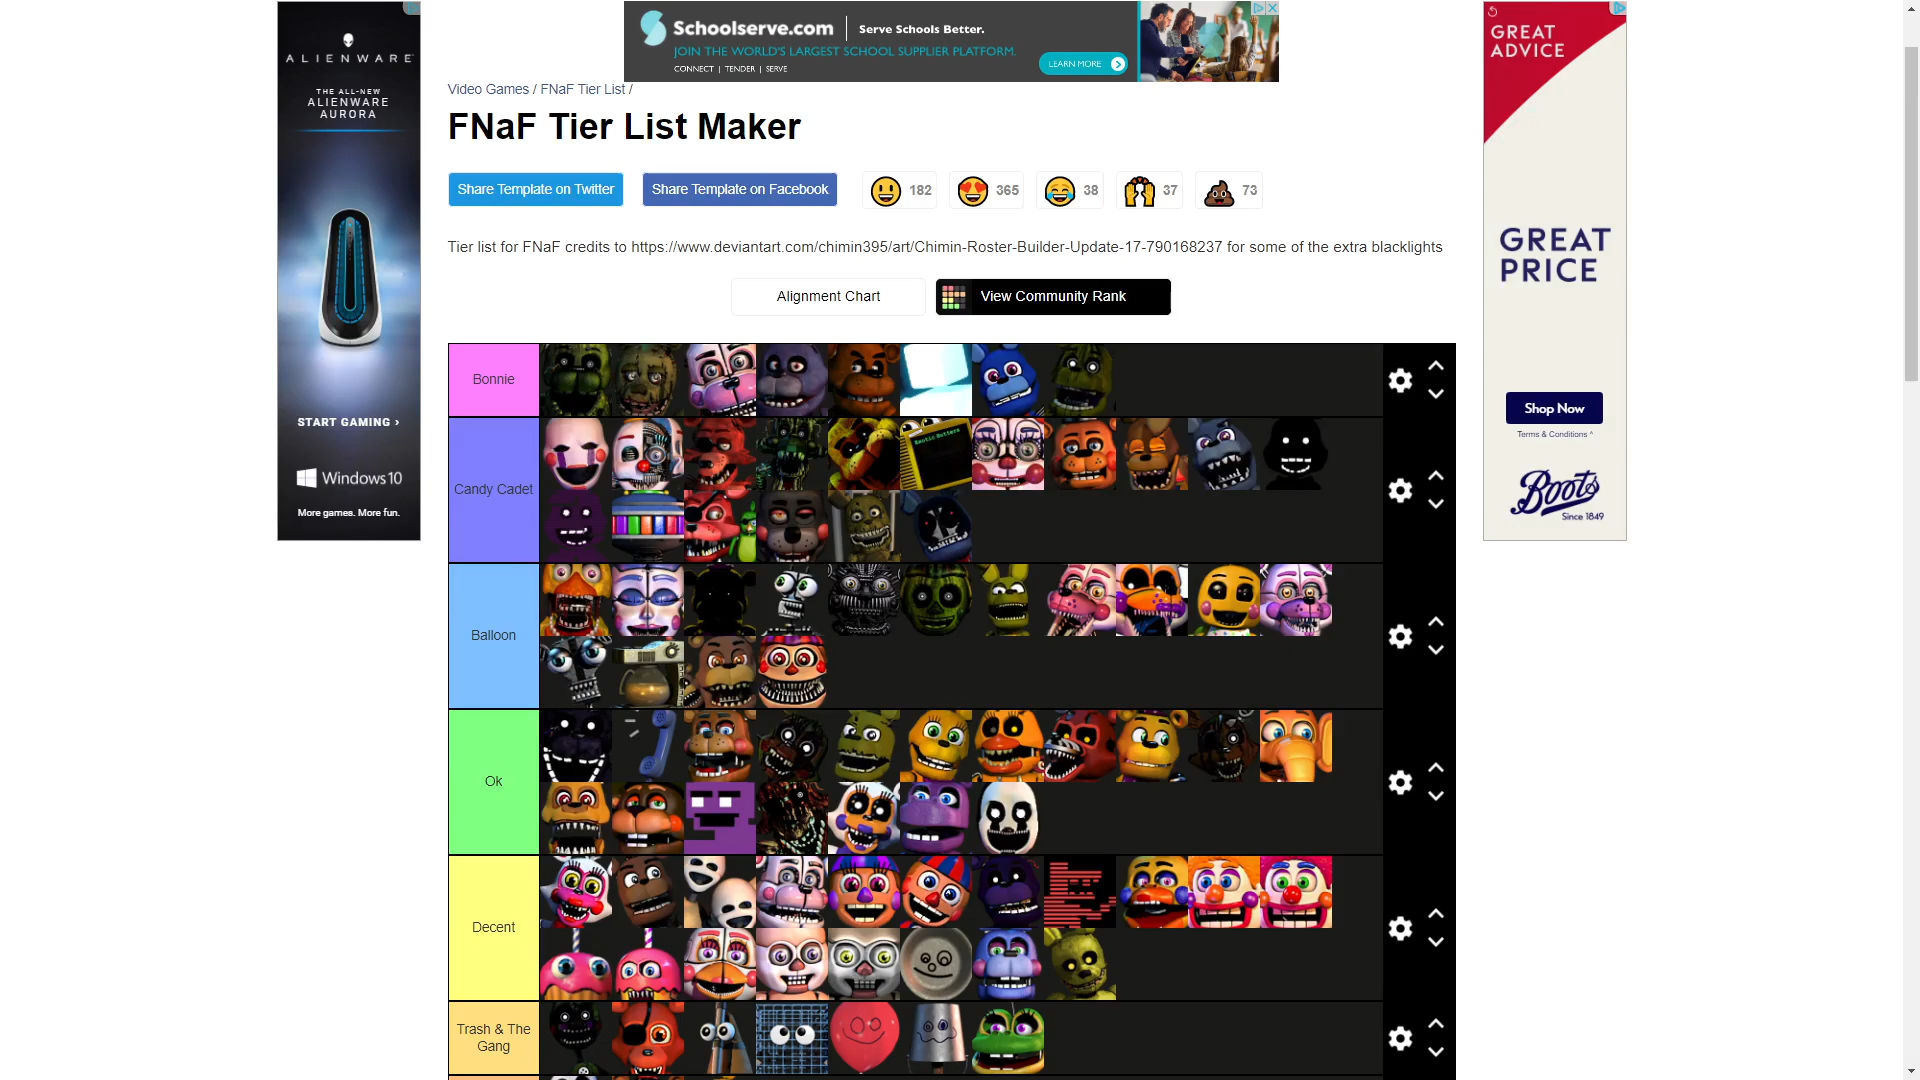 ALIENWARE
THE ALL-NEW
ALIENWARE
AURORA
START GAMING ›
Windows10
More games. More fun.
Schoolserve.com
Serve Schools Better.
JOIN THE WORLD'S LARGEST SCHOOL SUPPLIER PLATFORM.
CONNECT | TENDER | SERVE
LEARN MORE
Video Games / FNaF Tier List /
FNaF Tier List Maker
Share Template on Twitter
Share Template on Facebook
182
365
38
37
73
Tier list for FNaF credits to https://www.deviantart.com/chimin395/art/Chimin-Roster-Builder-Update-17-790168237 for some of the extra blacklights
Alignment Chart
View Community Rank
Bonnie
Candy Cadet
Exotic Butters
Balloon
Ok
Decent
Trash & The
Gang
GREAT
ADVICE
GREAT
PRICE
Shop Now
Terms & Conditions ^
Boots
Since 1849